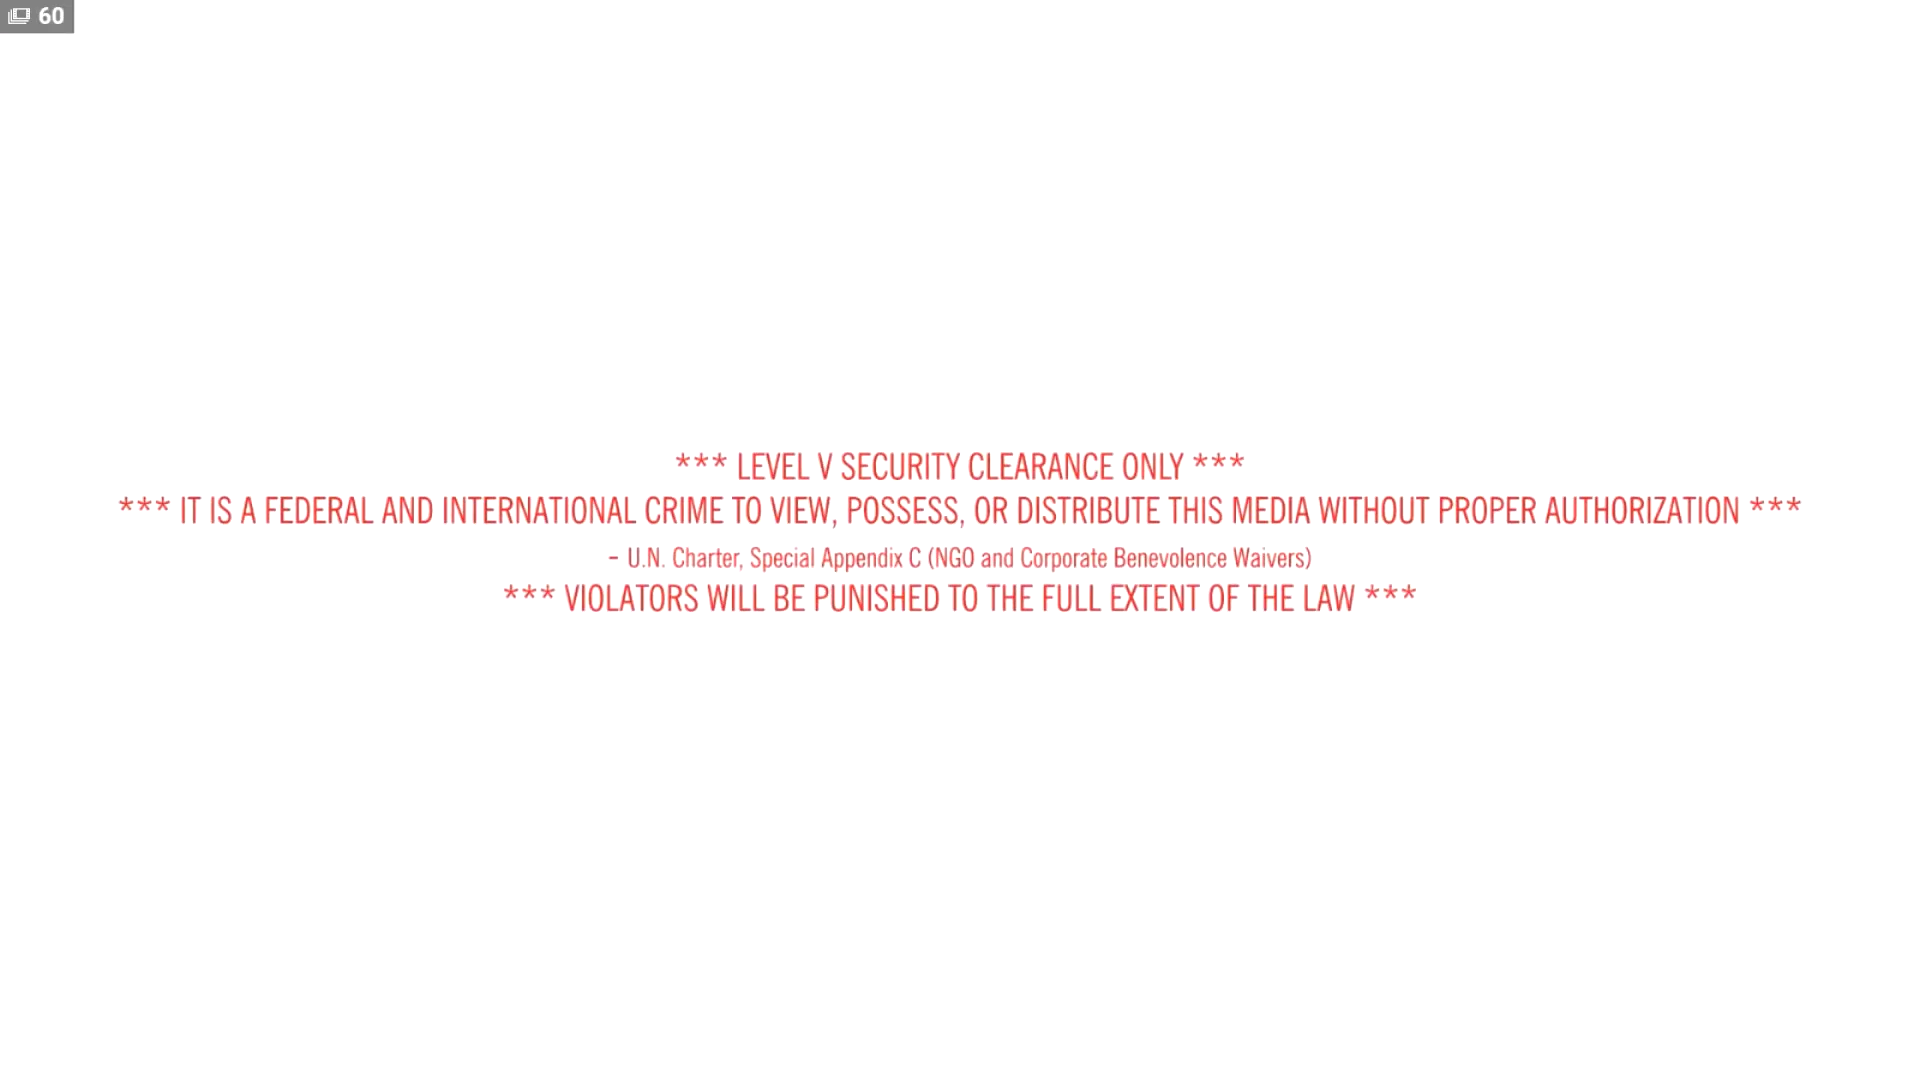 60
*** LEVEL V SECURITY CLEARANCE ONLY ***
*** IT IS A FEDERAL AND INTERNATIONAL CRIME TO VIEW, POSSESS, OR DISTRIBUTE THIS MEDIA WITHOUT PROPER AUTHORIZATION ***
– U.N. Charter, Special Appendix C (NGO and Corporate Benevolence Waivers)
*** VIOLATORS WILL BE PUNISHED TO THE FULL EXTENT OF THE LAW ***